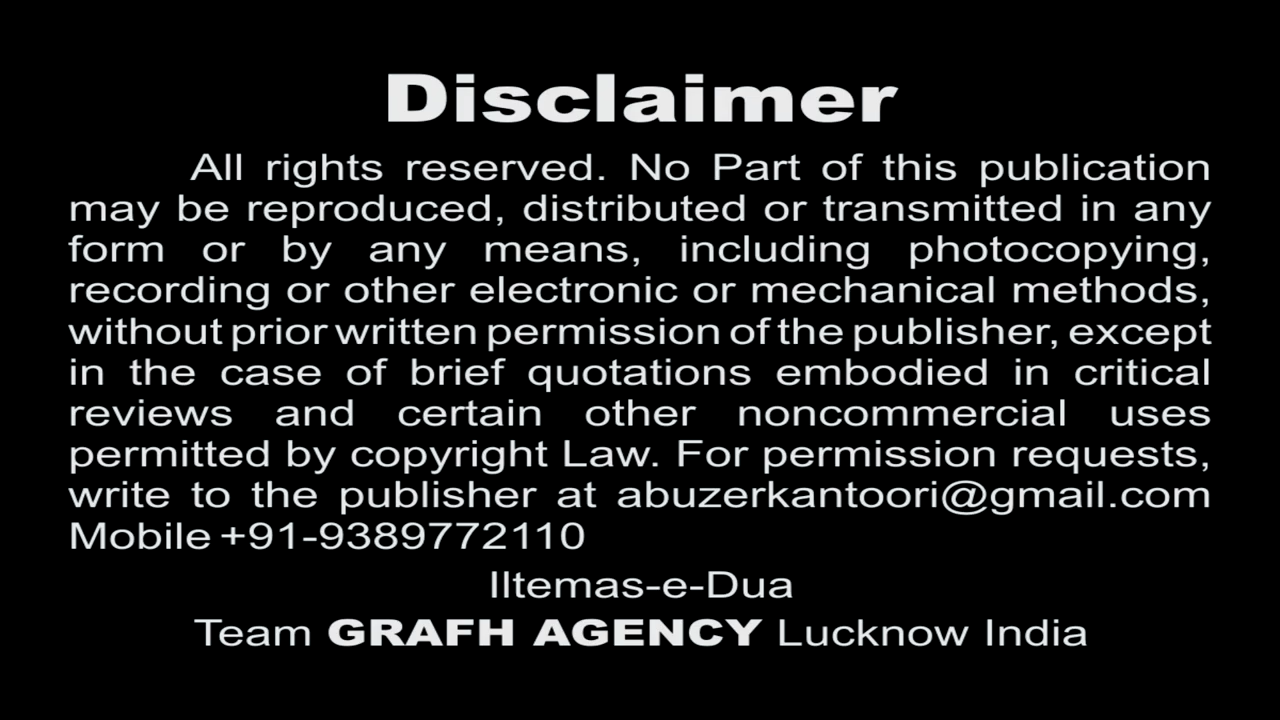 Disclaimer
All rights reserved. No Part of this publication
may be reproduced, distributed or transmitted in any
form or by any means, including photocopying,
recording or other electronic or mechanical methods,
without prior written permission of the publisher, except
in the case of brief quotations embodied in critical
reviews and certain other noncommercial uses
permitted by copyright Law. For permission requests,
write to the publisher at abuzerkantoori@gmail.com
Mobile +91-9389772110
Iltemas-e-Dua
Team GRAFH AGENCY Lucknow India